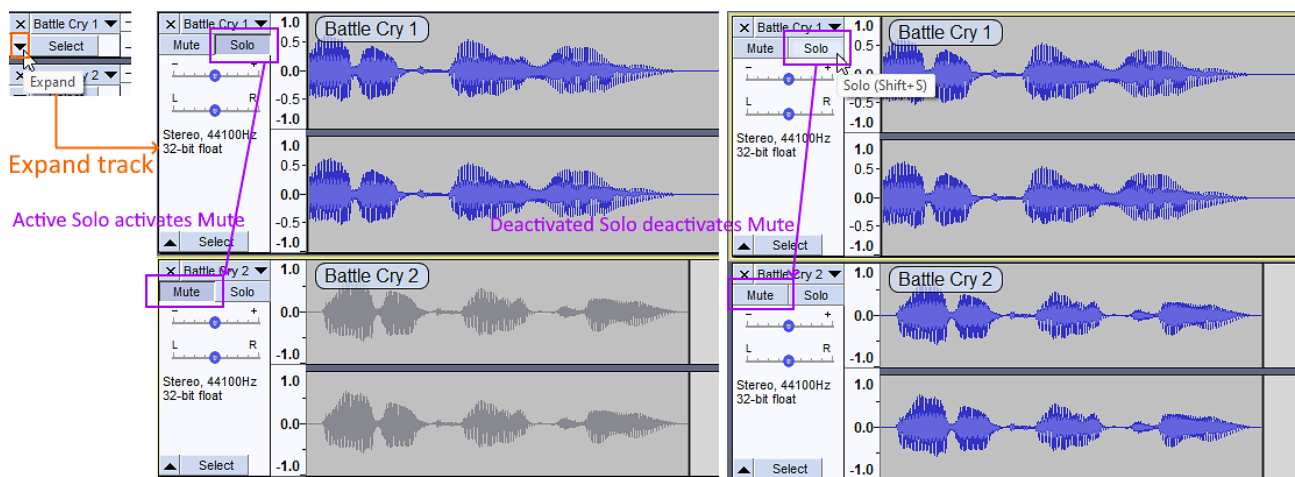 Battle Cry 1
Select
Cry 2
Expand
Expand track
Active Solo activates Mute
Battle Cry 1
Mute Solo
- +
L R
Stereo, 44100Hz
32-bit float
Select
1.0
0.5-
0.0-
-0.5-
-1.0
1.0
0.5-
0.0-
-0.5-
-1.0
Battle Cry 1
Battle Cry 2
Mute Solo
- +
L R
Stereo, 44100Hz
32-bit float
Select
1.0
0.0-
-1.0
1.0
0.0-
-1.0
Battle Cry 2
Battle Cry 1
Mute Solo
- +
L R
Stereo, 44100Hz
32-bit float
Select
1.0
0.5-
0.0-
-0.5-
-1.0
1.0
0.5-
0.0-
-0.5-
-1.0
Battle Cry 1
Solo (Shift+S)
Deactivated Solo deactivates Mute
Battle Cry 2
Mute Solo
- +
L R
Stereo, 44100Hz
32-bit float
Select
1.0
0.0-
-1.0
1.0
0.0-
-1.0
Battle Cry 2